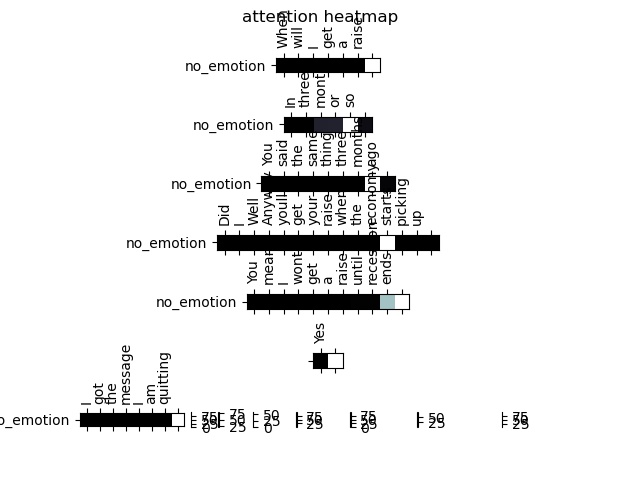 attention heatmap
When will I get a raise
no_emotion
In three or so
no_emotion
You said the same thing three months ago
no_emotion
Did I Well Anyway youll get your raise when the economy starts picking up
no_emotion
You mean I wont get a raise until recession ends
no_emotion
Yes
I got the message I am quitting
no_emotion
75 50 25 0
75 50 25
50 25 0
75 50 25
75 50 25 0
50 25
75 50 25